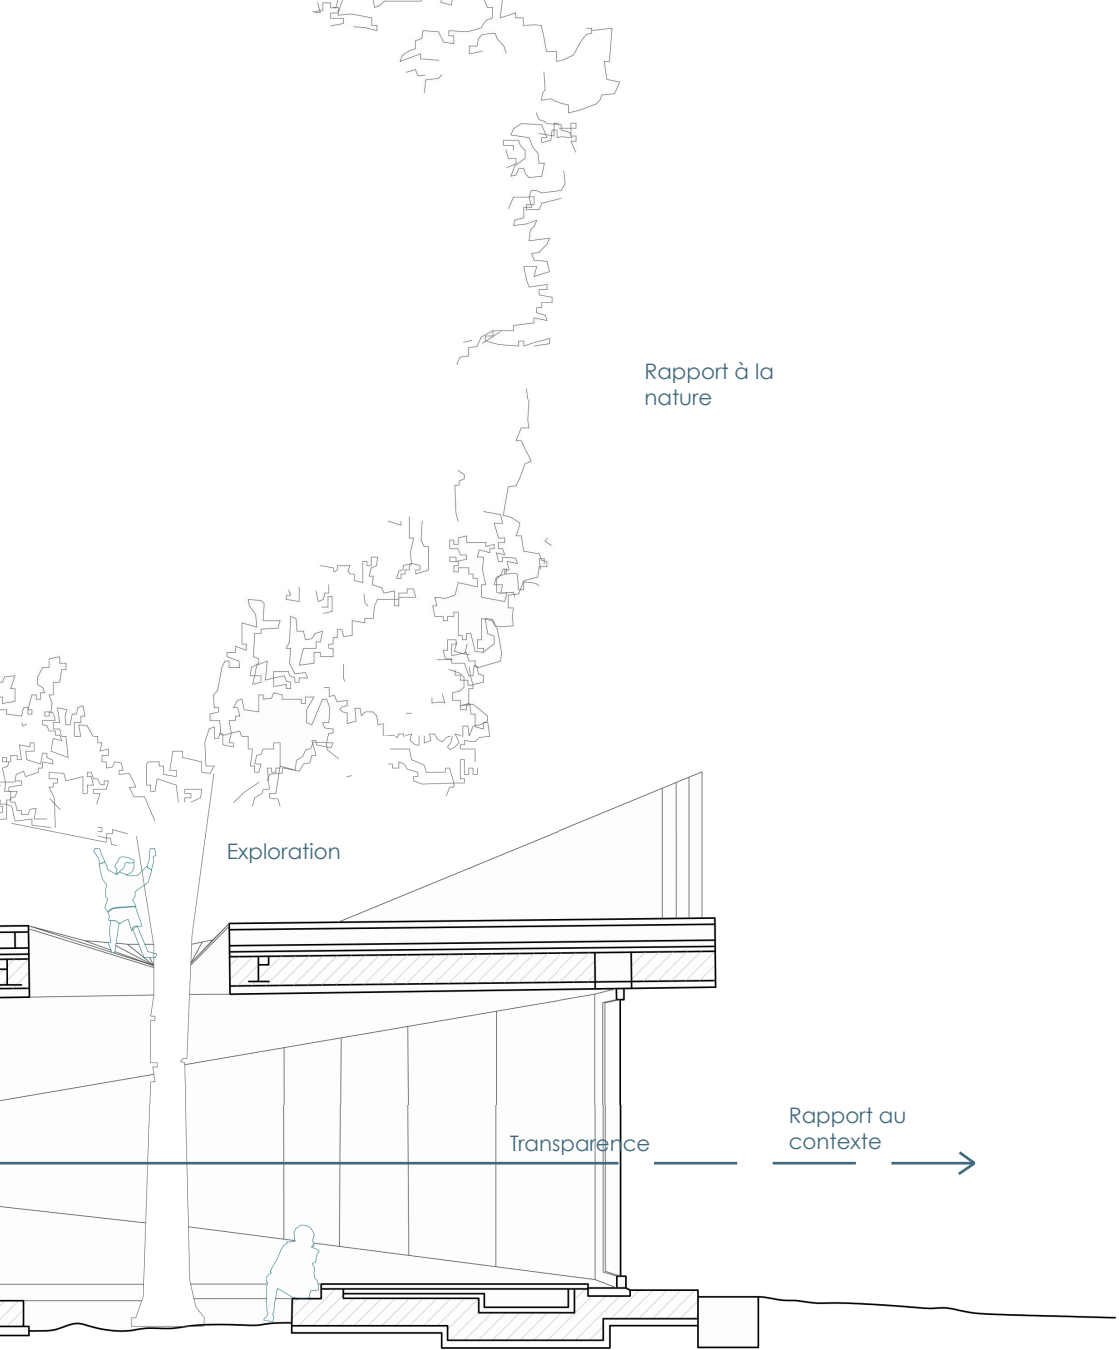 Rapport à la
nature
Exploration
Rapport au
contexte
Transparence